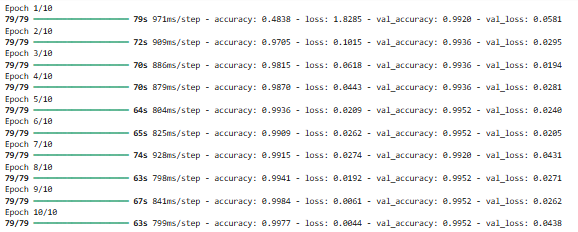 Epoch 1/10
79/79 ━━━━━━━━━━━━━━━━━━━━ 79s 971ms/step - accuracy: 0.4838 - loss: 1.8285 - val_accuracy: 0.9920 - val_loss: 0.0581
Epoch 2/10
79/79 ━━━━━━━━━━━━━━━━━━━━ 72s 909ms/step - accuracy: 0.9705 - loss: 0.1015 - val_accuracy: 0.9936 - val_loss: 0.0295
Epoch 3/10
79/79 ━━━━━━━━━━━━━━━━━━━━ 70s 886ms/step - accuracy: 0.9815 - loss: 0.0618 - val_accuracy: 0.9936 - val_loss: 0.0194
Epoch 4/10
79/79 ━━━━━━━━━━━━━━━━━━━━ 70s 879ms/step - accuracy: 0.9870 - loss: 0.0443 - val_accuracy: 0.9936 - val_loss: 0.0281
Epoch 5/10
79/79 ━━━━━━━━━━━━━━━━━━━━ 64s 804ms/step - accuracy: 0.9936 - loss: 0.0209 - val_accuracy: 0.9952 - val_loss: 0.0240
Epoch 6/10
79/79 ━━━━━━━━━━━━━━━━━━━━ 65s 825ms/step - accuracy: 0.9909 - loss: 0.0262 - val_accuracy: 0.9952 - val_loss: 0.0205
Epoch 7/10
79/79 ━━━━━━━━━━━━━━━━━━━━ 74s 928ms/step - accuracy: 0.9915 - loss: 0.0274 - val_accuracy: 0.9920 - val_loss: 0.0431
Epoch 8/10
79/79 ━━━━━━━━━━━━━━━━━━━━ 63s 798ms/step - accuracy: 0.9941 - loss: 0.0192 - val_accuracy: 0.9952 - val_loss: 0.0271
Epoch 9/10
79/79 ━━━━━━━━━━━━━━━━━━━━ 67s 841ms/step - accuracy: 0.9984 - loss: 0.0061 - val_accuracy: 0.9952 - val_loss: 0.0262
Epoch 10/10
79/79 ━━━━━━━━━━━━━━━━━━━━ 63s 799ms/step - accuracy: 0.9977 - loss: 0.0044 - val_accuracy: 0.9952 - val_loss: 0.0438